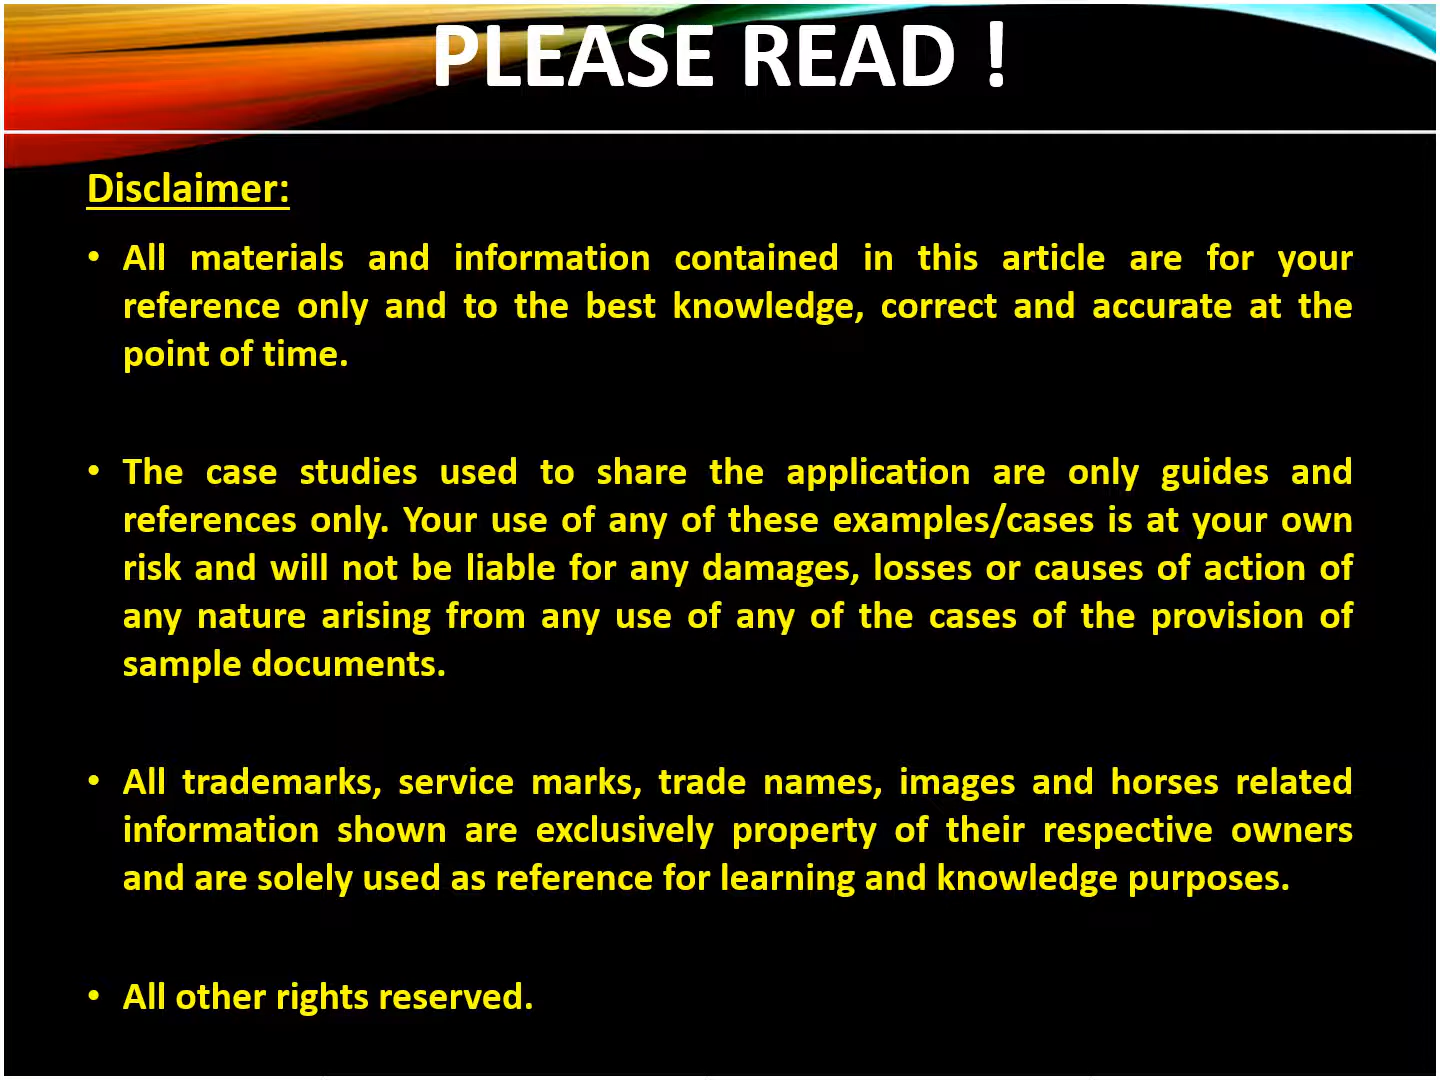 PLEASE READ !
Disclaimer:
• All materials and information contained in this article are for your
reference only and to the best knowledge, correct and accurate at the
point of time.
• The case studies used to share the application are only guides and
references only. Your use of any of these examples/cases is at your own
risk and will not be liable for any damages, losses or causes of action of
any nature arising from any use of any of the cases of the provision of
sample documents.
• All trademarks, service marks, trade names, images and horses related
information shown are exclusively property of their respective owners
and are solely used as reference for learning and knowledge purposes.
• All other rights reserved.